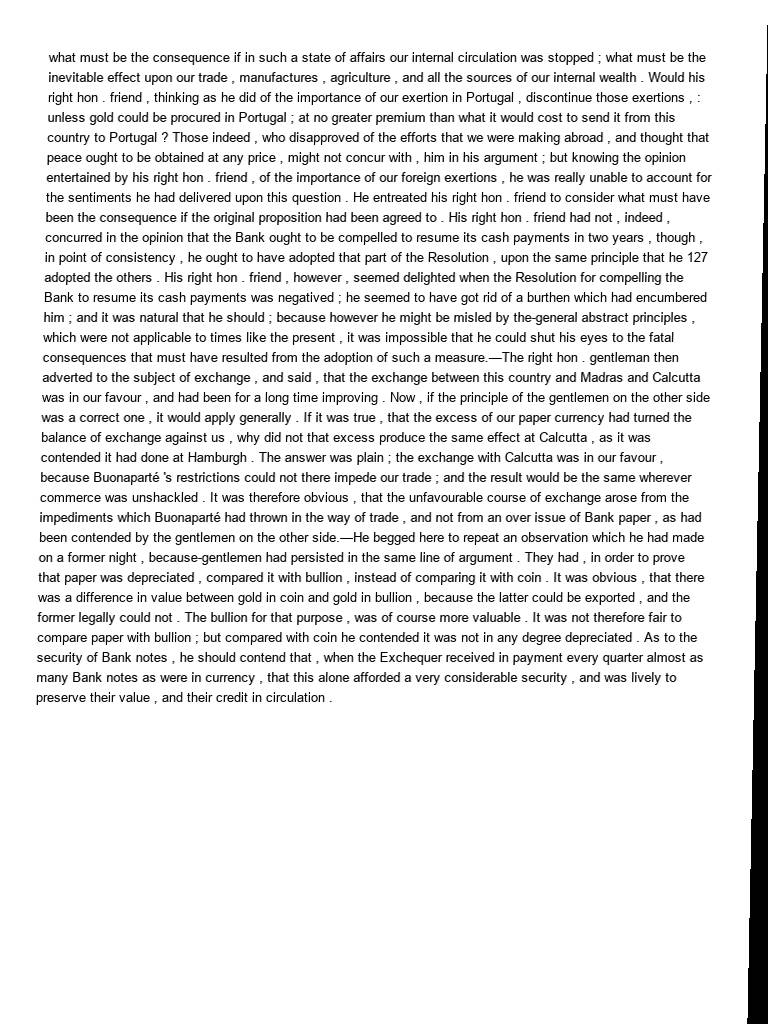 what must be the consequence if in such a state of affairs our internal circulation was stopped ; what must be the
inevitable effect upon our trade , manufactures , agriculture , and all the sources of our internal wealth . Would his
right hon . friend , thinking as he did of the importance of our exertion in Portugal , discontinue those exertions , :
unless gold could be procured in Portugal ; at no greater premium than what it would cost to send it from this
country to Portugal ? Those indeed , who disapproved of the efforts that we were making abroad , and thought that
peace ought to be obtained at any price , might not concur with , him in his argument ; but knowing the opinion
entertained by his right hon . friend , of the importance of our foreign exertions , he was really unable to account for
the sentiments he had delivered upon this question . He entreated his right hon . friend to consider what must have
been the consequence if the original proposition had been agreed to . His right hon . friend had not , indeed ,
concurred in the opinion that the Bank ought to be compelled to resume its cash payments in two years , though ,
in point of consistency , he ought to have adopted that part of the Resolution , upon the same principle that he 127
adopted the others . His right hon . friend , however , seemed delighted when the Resolution for compelling the
Bank to resume its cash payments was negatived ; he seemed to have got rid of a burthen which had encumbered
him ; and it was natural that he should ; because however he might be misled by the-general abstract principles ,
which were not applicable to times like the present , it was impossible that he could shut his eyes to the fatal
consequences that must have resulted from the adoption of such a measure.—The right hon . gentleman then
adverted to the subject of exchange , and said , that the exchange between this country and Madras and Calcutta
was in our favour , and had been for a long time improving . Now , if the principle of the gentlemen on the other side
was a correct one , it would apply generally . If it was true , that the excess of our paper currency had turned the
balance of exchange against us , why did not that excess produce the same effect at Calcutta , as it was
contended it had done at Hamburgh . The answer was plain ; the exchange with Calcutta was in our favour ,
because Buonaparté 's restrictions could not there impede our trade ; and the result would be the same wherever
commerce was unshackled . It was therefore obvious , that the unfavourable course of exchange arose from the
impediments which Buonaparté had thrown in the way of trade , and not from an over issue of Bank paper , as had
been contended by the gentlemen on the other side.—He begged here to repeat an observation which he had made
on a former night , because-gentlemen had persisted in the same line of argument . They had , in order to prove
that paper was depreciated , compared it with bullion , instead of comparing it with coin . It was obvious , that there
was a difference in value between gold in coin and gold in bullion , because the latter could be exported , and the
former legally could not . The bullion for that purpose , was of course more valuable . It was not therefore fair to
compare paper with bullion ; but compared with coin he contended it was not in any degree depreciated . As to the
security of Bank notes , he should contend that , when the Exchequer received in payment every quarter almost as
many Bank notes as were in currency , that this alone afforded a very considerable security , and was lively to
preserve their value , and their credit in circulation .